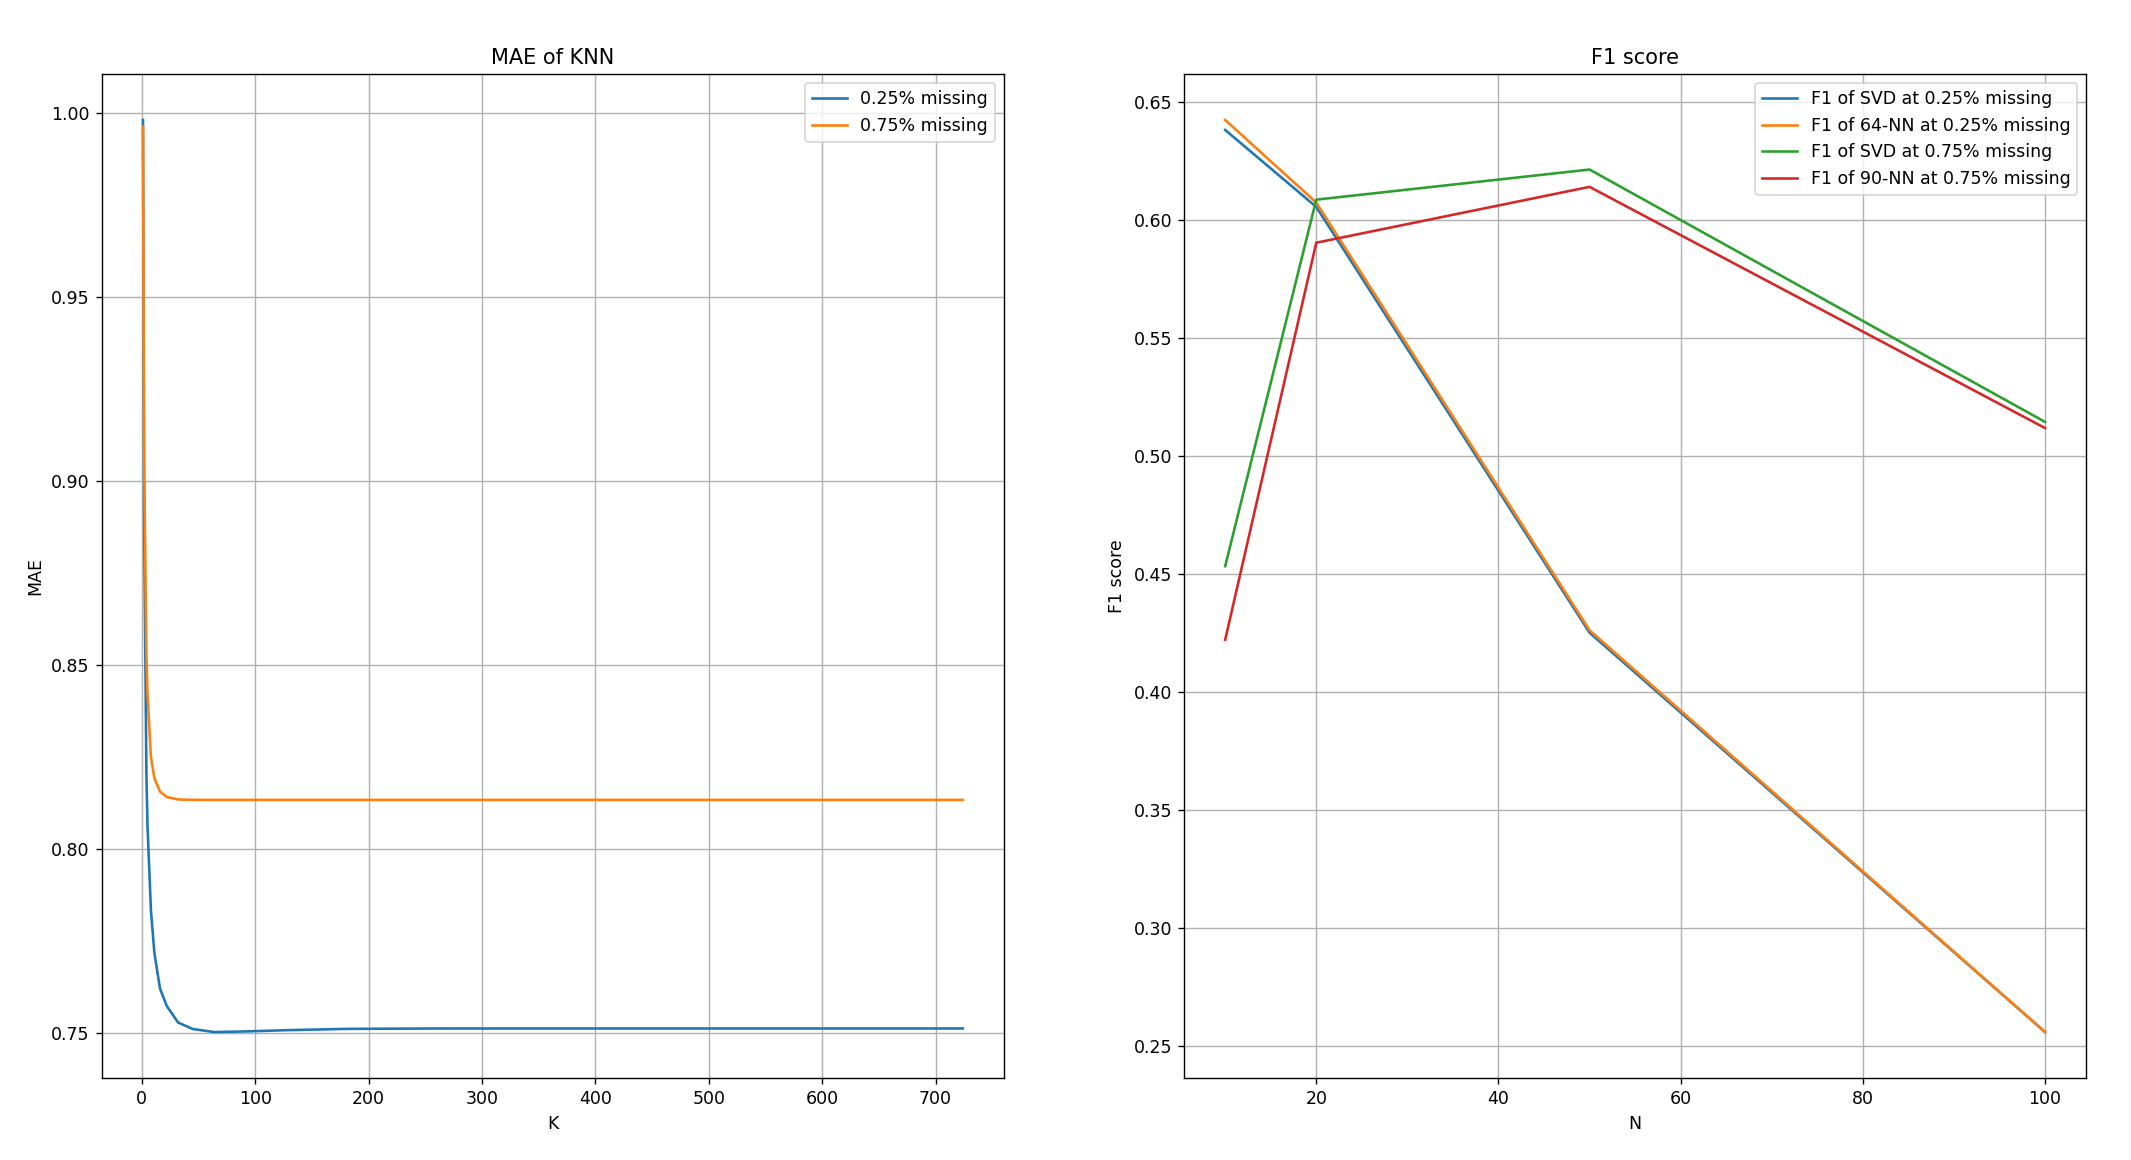 MAE of KNN
1.00
0.95
0.90
0.85
0.80
0.75
MAE
0 100 200 300 400 500 600 700
K
0.25% missing
0.75% missing
F1 score
0.65
0.60
0.55
0.50
0.45
0.40
0.35
0.30
0.25
F1 score
20 40 60 80 100
N
F1 of SVD at 0.25% missing
F1 of 64-NN at 0.25% missing
F1 of SVD at 0.75% missing
F1 of 90-NN at 0.75% missing